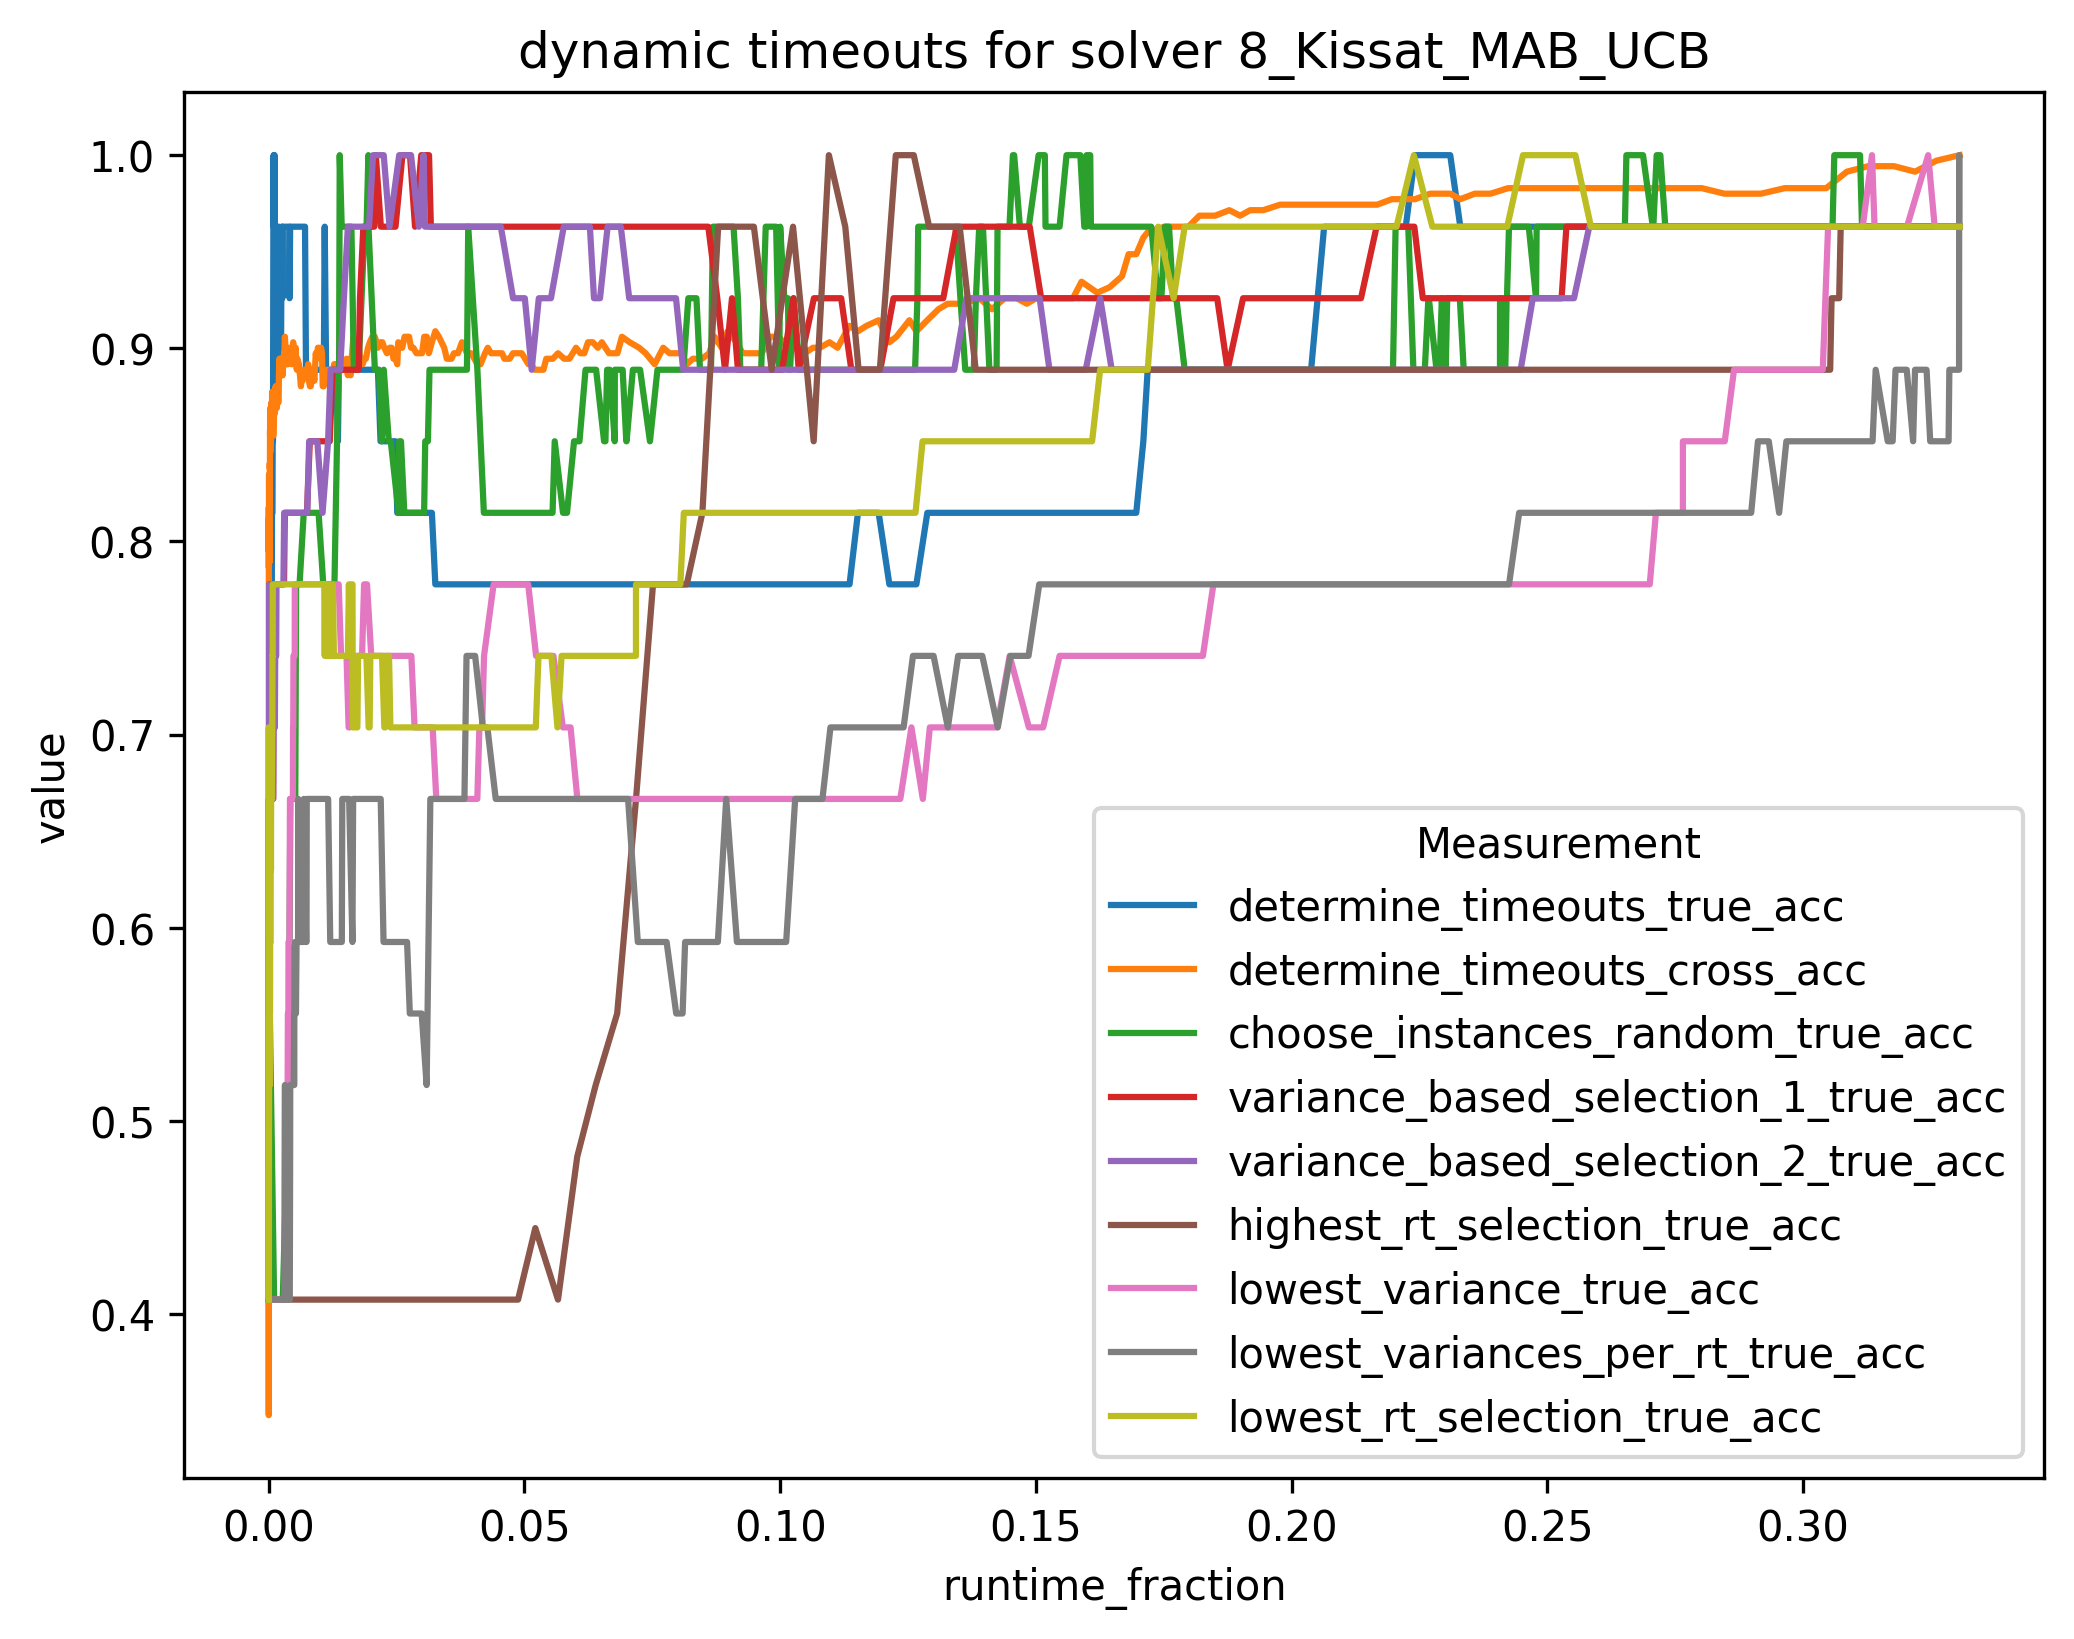 dynamic timeouts for solver 8_Kissat_MAB_UCB
1.0
0.9
0.8
0.7
0.6
0.5
0.4
value
0.00 0.05 0.10 0.15 0.20 0.25 0.30
runtime_fraction
Measurement
determine_timeouts_true_acc
determine_timeouts_cross_acc
choose_instances_random_true_acc
variance_based_selection_1_true_acc
variance_based_selection_2_true_acc
highest_rt_selection_true_acc
lowest_variance_true_acc
lowest_variances_per_rt_true_acc
lowest_rt_selection_true_acc